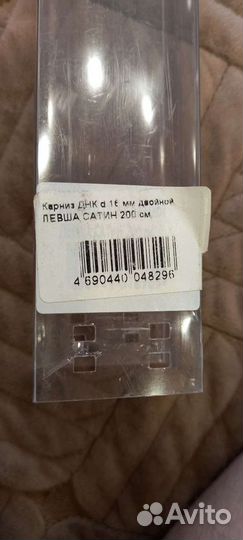 Карниз ДНК d 16 мм двойной
ЛЕВША САТИН 200 см
4 690440 048296
Avito